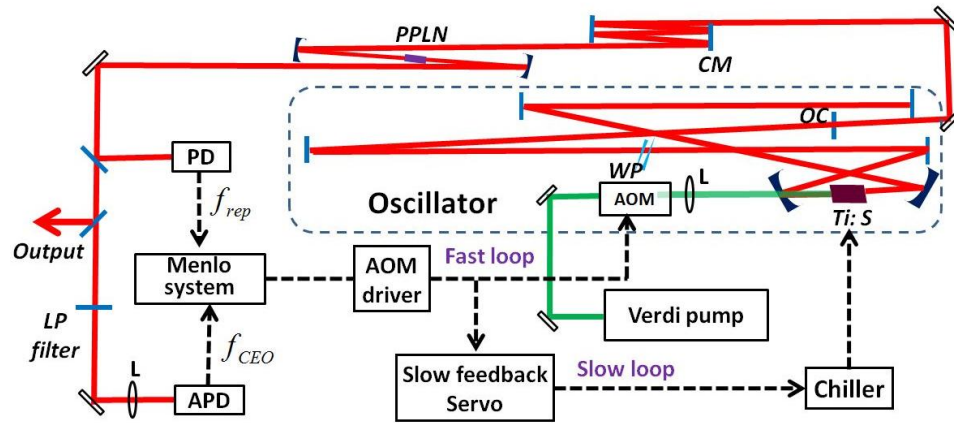 PPLN
CM
OC
PD
WP
L
AOM
f_rep
Oscillator
Ti: S
Output
Menlo
system
AOM
driver
Fast loop
Verdi pump
LP
filter
f_CEO
L
APD
Slow feedback
Servo
Slow loop
Chiller